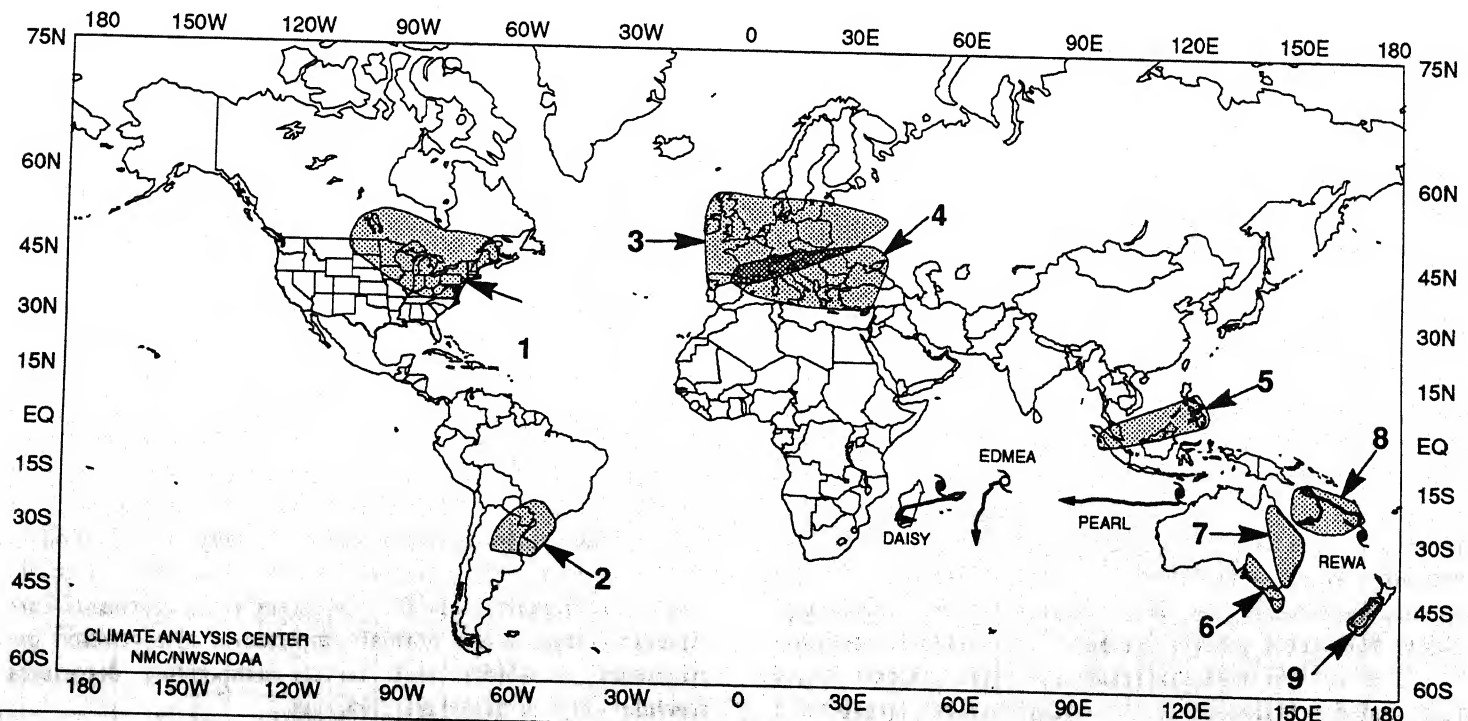 180 150W 120W 90W 60W 30W 0 30E 60E 90E 120E 150E 180
75N 75N
60N 60N
3 4
45N 45N
30N 1 30N
15N 5 15N
EQ EQ
EDMEA 8
15S 15S
PEARL
DAISY 7
30S REWA 30S
2
45S 6 45S
CLIMATE ANALYSIS CENTER
NMC/NWS/NOAA
60S 9 60S
180 150W 120W 90W 60W 30W 0 30E 60E 90E 120E 150E 180